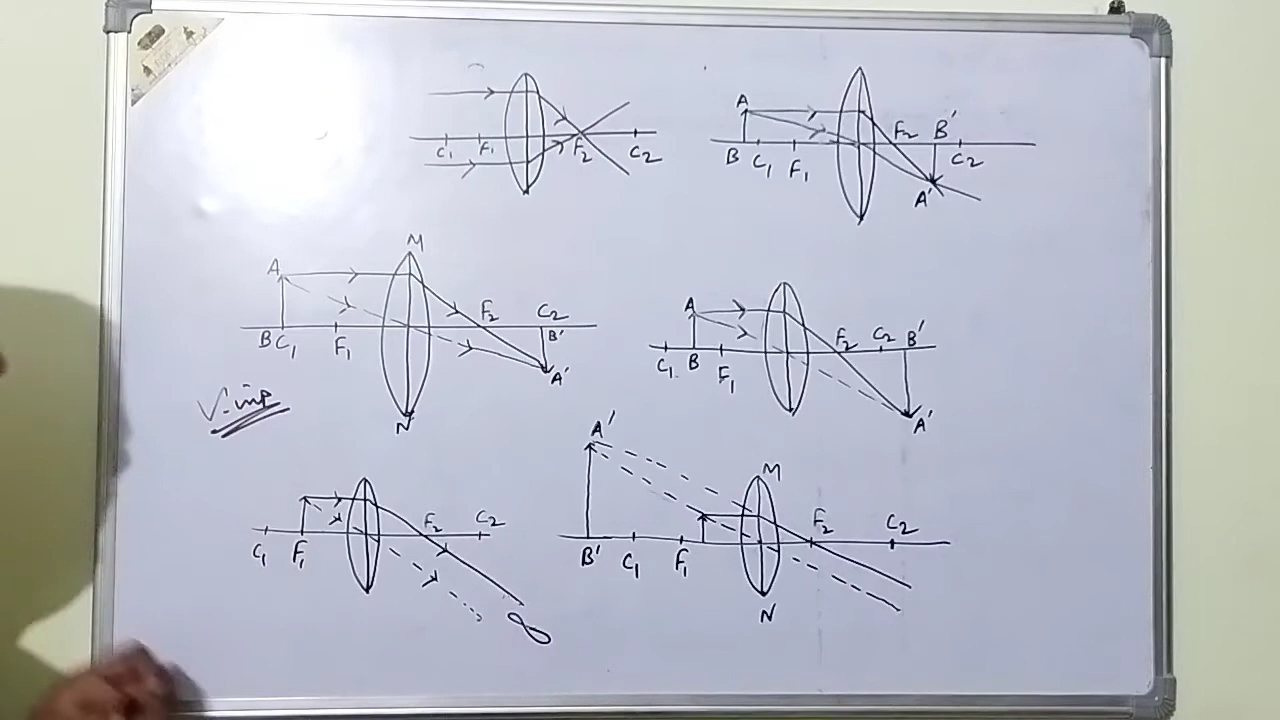 C₁ F₁ F₂ C₂
A F₂ B'
B C₁ F₁ C₂
A'
M
A F₂ C₂
B C₁ F₁ B'
A'
N
A F₂ C₂ B'
C₁ B F₁
A'
V. imp
F₂ C₂
C₁ F₁
∞
A'
M
F₂ C₂
B' C₁ F₁
N